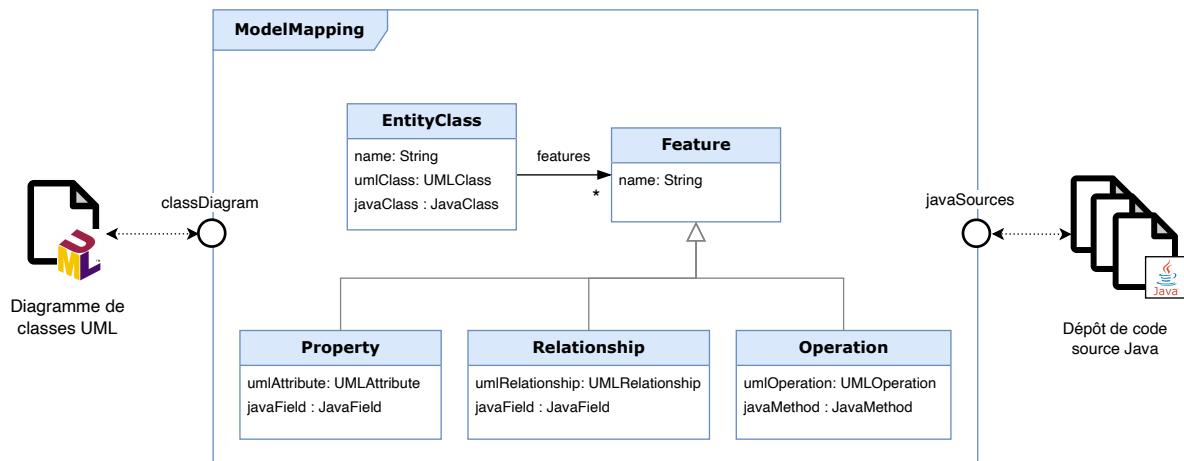 ModelMapping
EntityClass
name: String
umlClass: UMLClass
javaClass : JavaClass
features
*
Feature
name: String
classDiagram
javaSources
UML
Diagramme de
classes UML
Java
Dépôt de code
source Java
Property
umlAttribute: UMLAttribute
javaField : JavaField
Relationship
umlRelationship: UMLRelationship
javaField : JavaField
Operation
umlOperation: UMLOperation
javaMethod : JavaMethod